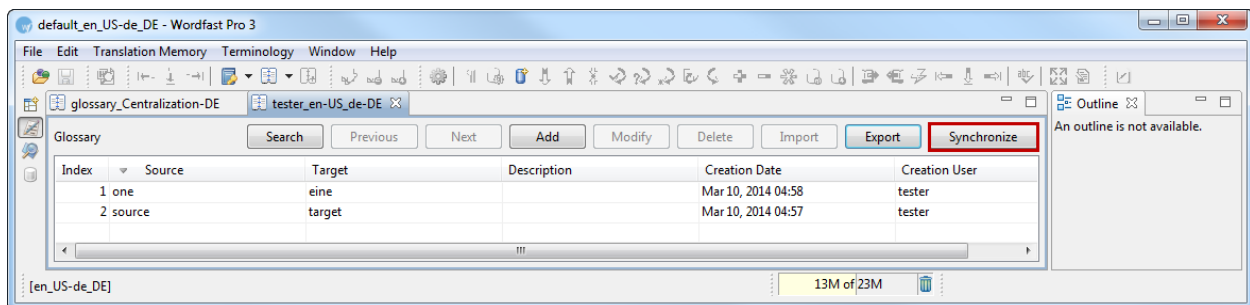 default_en_US-de_DE - Wordfast Pro 3
File Edit Translation Memory Terminology Window Help
glossary_Centralization-DE tester_en-US_de-DE Outline
Glossary Search Previous Next Add Modify Delete Import Export Synchronize An outline is not available.
Index Source Target Description Creation Date Creation User
1 one eine Mar 10, 2014 04:58 tester
2 source target Mar 10, 2014 04:57 tester
[en_US-de_DE] 13M of 23M